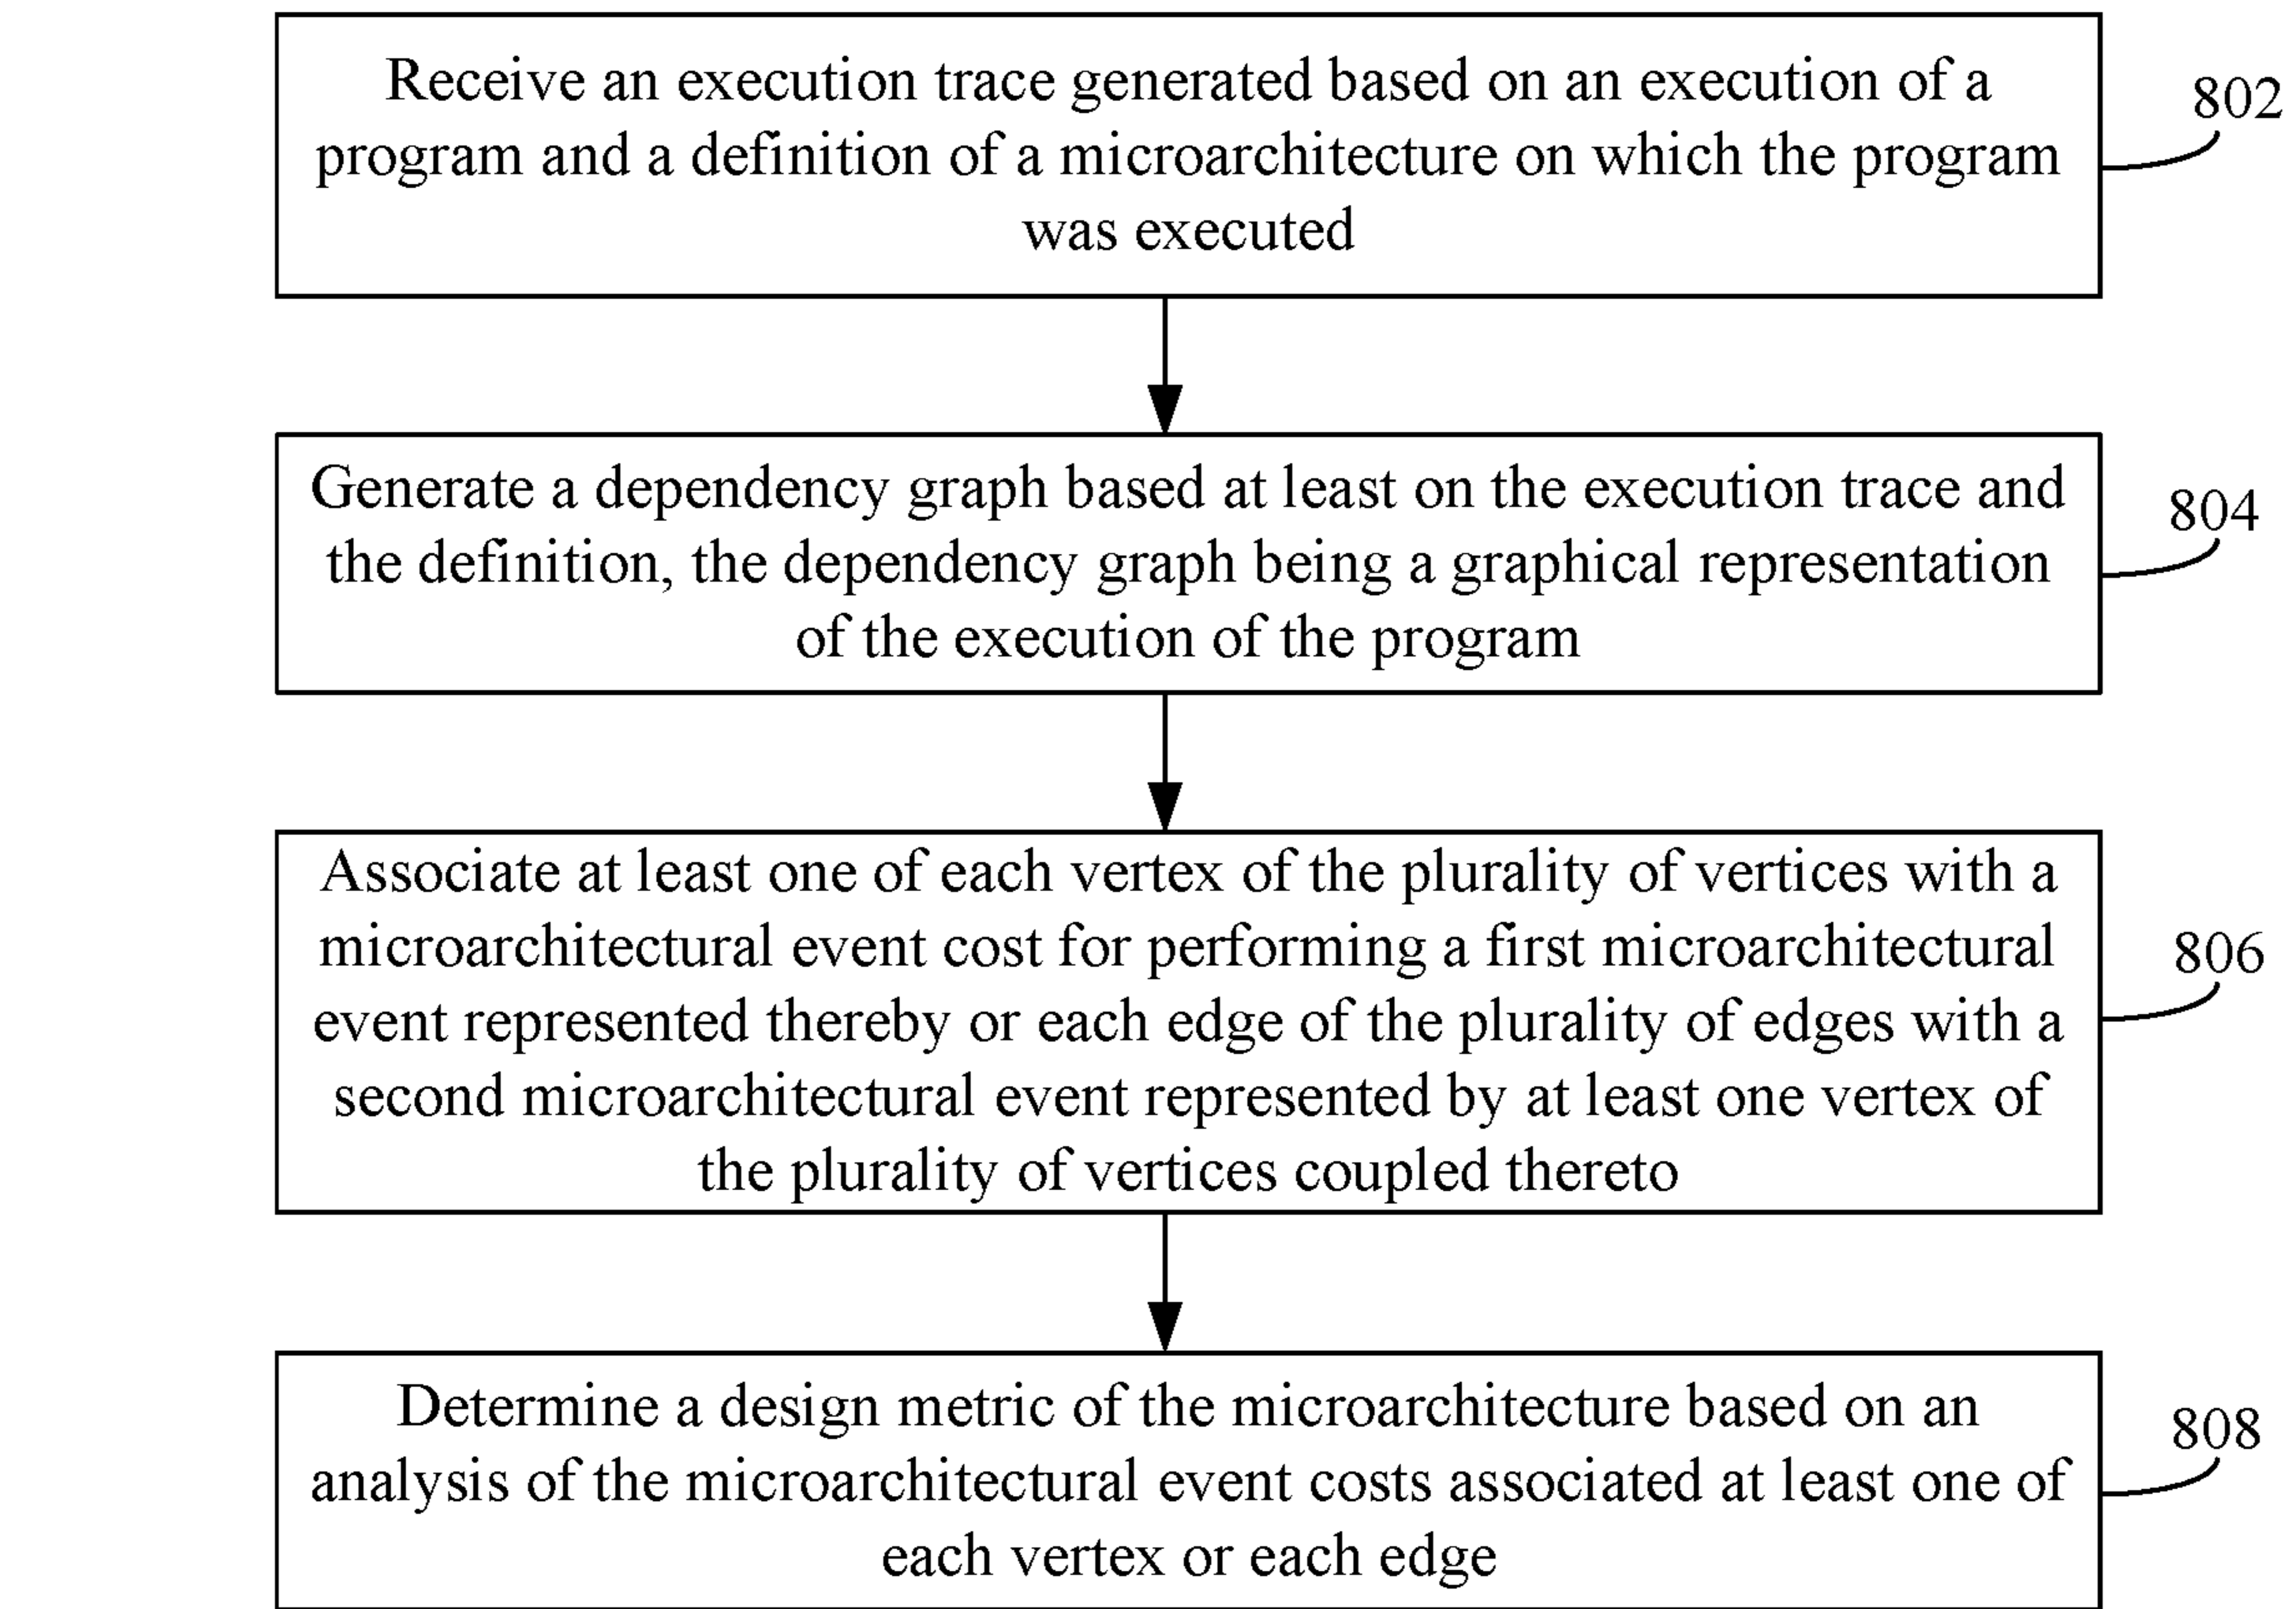 Receive an execution trace generated based on an execution of a
program and a definition of a microarchitecture on which the program
was executed
802
Generate a dependency graph based at least on the execution trace and
the definition, the dependency graph being a graphical representation
of the execution of the program
804
Associate at least one of each vertex of the plurality of vertices with a
microarchitectural event cost for performing a first microarchitectural
event represented thereby or each edge of the plurality of edges with a
second microarchitectural event represented by at least one vertex of
the plurality of vertices coupled thereto
806
Determine a design metric of the microarchitecture based on an
analysis of the microarchitectural event costs associated at least one of
each vertex or each edge
808